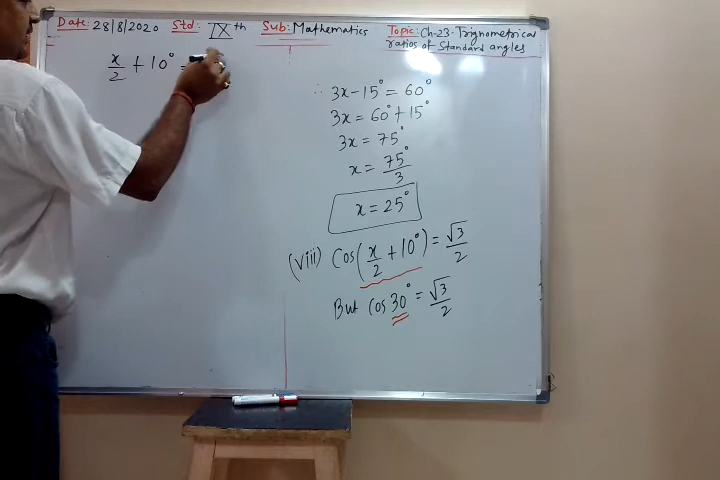 Date: 28/8/2020 Std: IXth Sub: Mathematics Topic: Ch-23. Trignometrical
ratios of Standard angles
∴ 3x-15° = 60°
3x = 60°+15°
3x = 75°
x = 75°/3
x = 25°
(viii) Cos(x/2 + 10°) = √3/2
But Cos 30° = √3/2
x/2 + 10° =